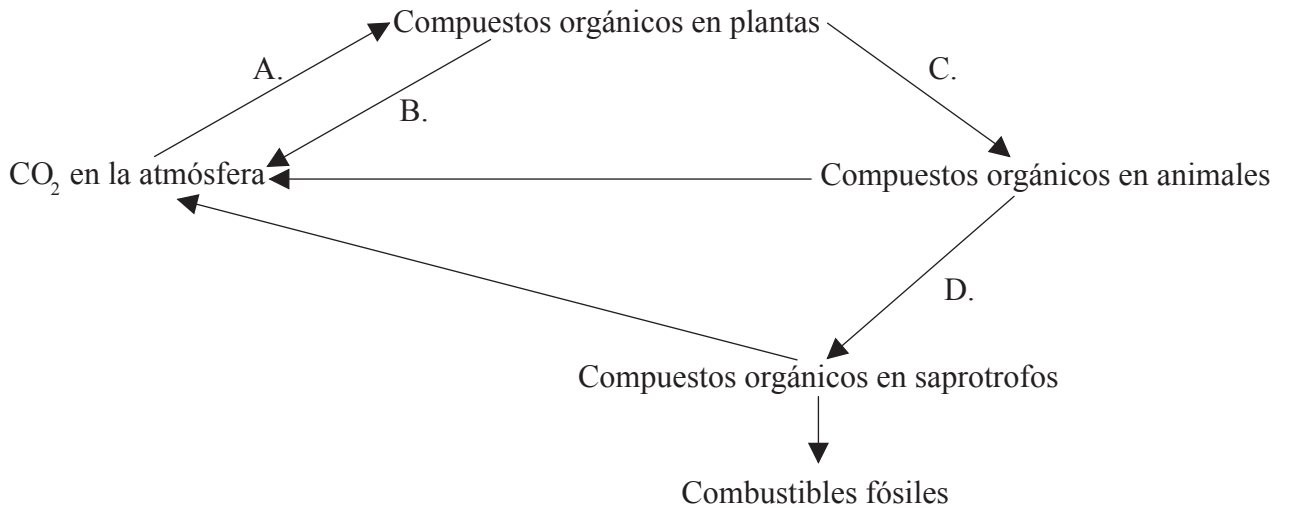 Compuestos orgánicos en plantas
A.
C.
B.
CO₂ en la atmósfera
Compuestos orgánicos en animales
D.
Compuestos orgánicos en saprotrofos
Combustibles fósiles